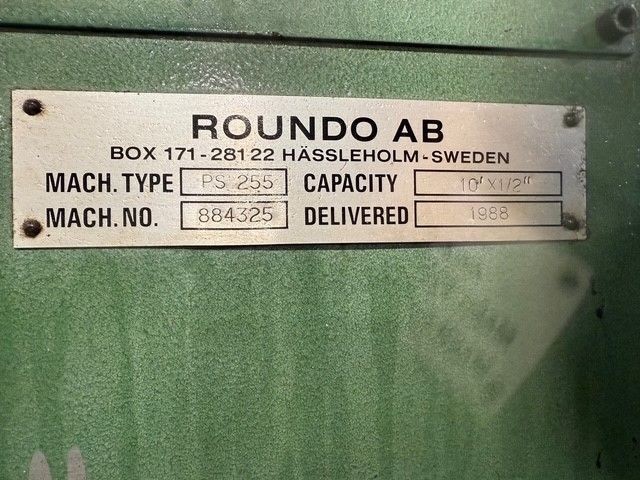 ROUNDO AB
BOX 171-28122 HÄSSLEHOLM-SWEDEN
MACH. TYPE PS 255 CAPACITY 10'X1/2"
MACH. NO. 884325 DELIVERED 1988